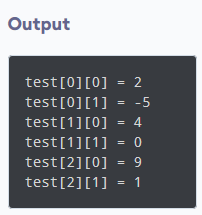 Output
test[0][0] = 2
test[0][1] = -5
test[1][0] = 4
test[1][1] = 0
test[2][0] = 9
test[2][1] = 1